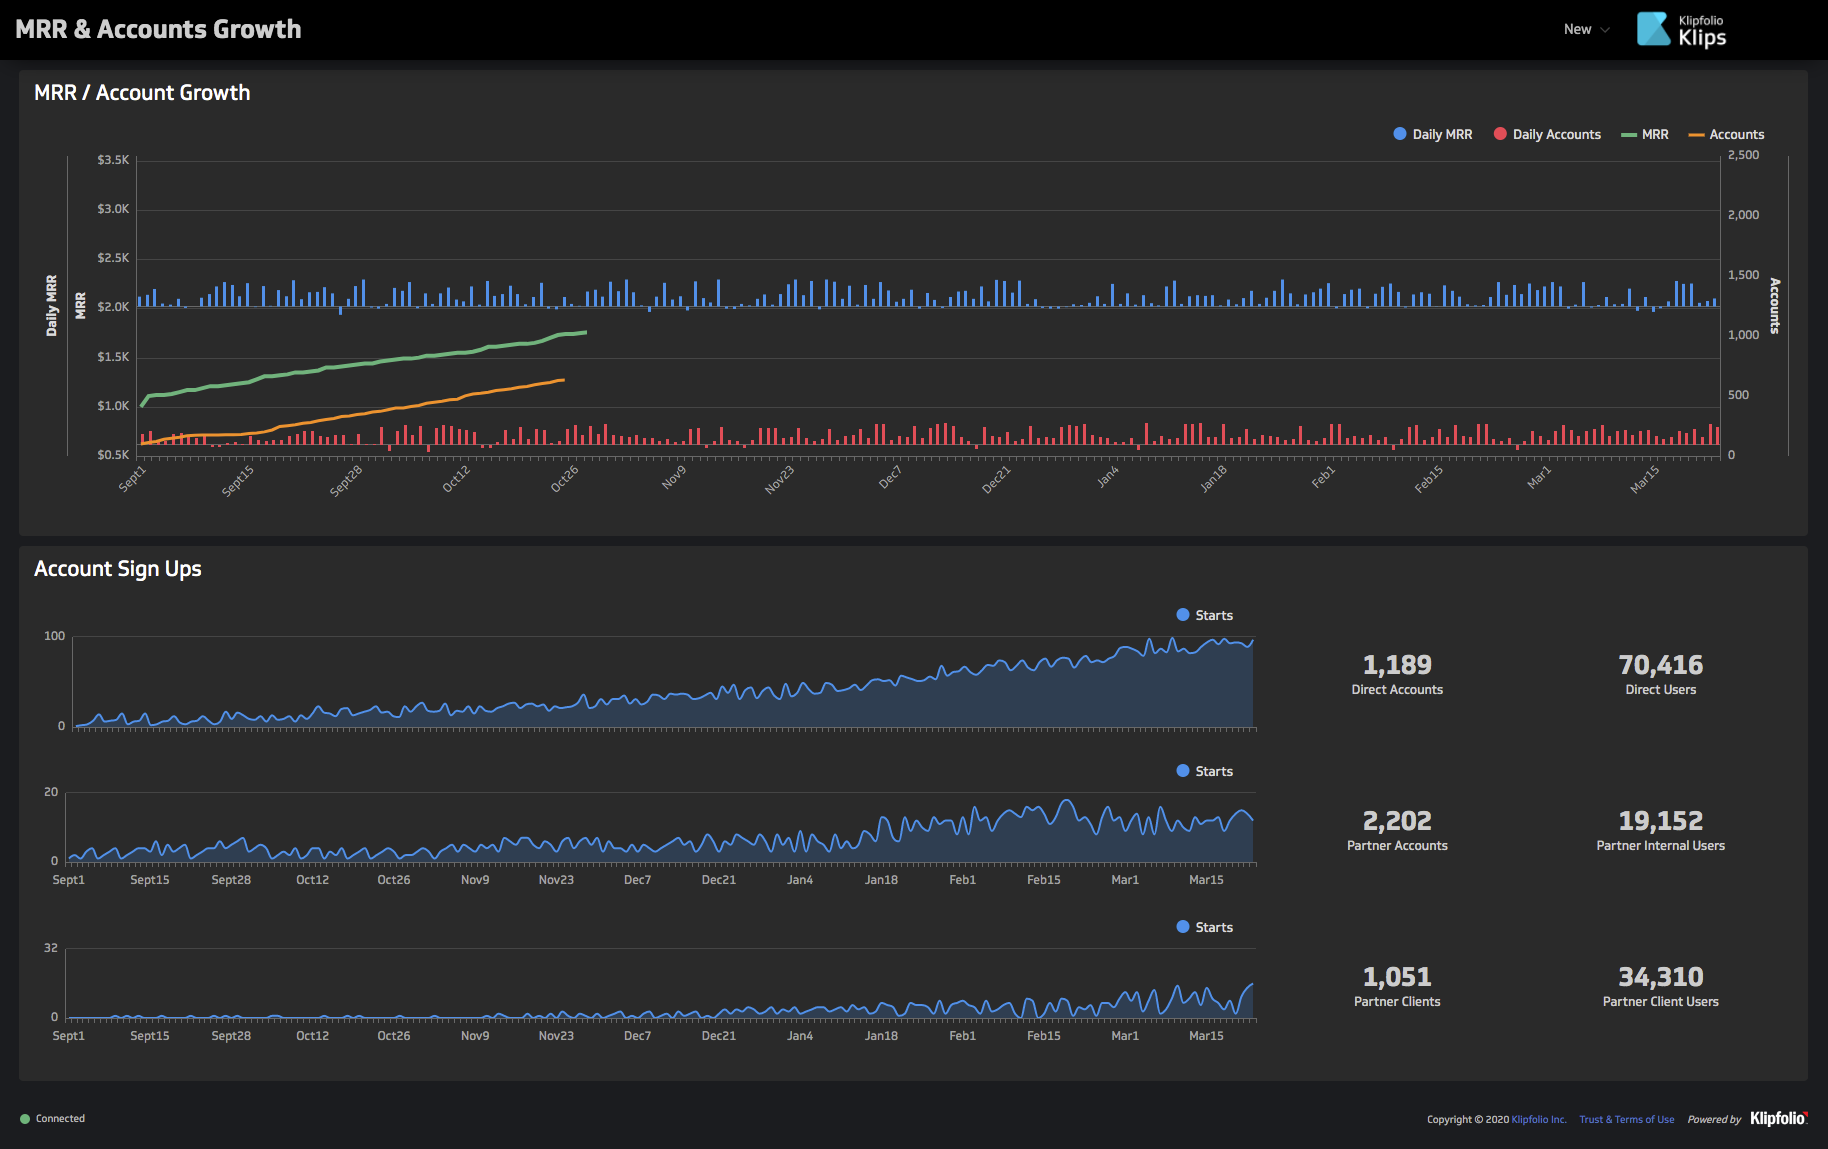 MRR & Accounts Growth
New
Klipfolio
Klips
MRR / Account Growth
Daily MRR
Daily Accounts
MRR
Accounts
Daily MRR
MRR
$3.5K
$3.0K
$2.5K
$2.0K
$1.5K
$1.0K
$0.5K
2,500
2,000
1,500
1,000
500
0
Accounts
Sept1
Sept15
Sept28
Oct12
Oct26
Nov9
Nov23
Dec7
Dec21
Jan4
Jan18
Feb1
Feb15
Mar1
Mar15
Account Sign Ups
Starts
100
0
1,189
Direct Accounts
70,416
Direct Users
Starts
20
0
Sept1 Sept15 Sept28 Oct12 Oct26 Nov9 Nov23 Dec7 Dec21 Jan4 Jan18 Feb1 Feb15 Mar1 Mar15
2,202
Partner Accounts
19,152
Partner Internal Users
Starts
32
0
Sept1 Sept15 Sept28 Oct12 Oct26 Nov9 Nov23 Dec7 Dec21 Jan4 Jan18 Feb1 Feb15 Mar1 Mar15
1,051
Partner Clients
34,310
Partner Client Users
Connected
Copyright © 2020 Klipfolio Inc. Trust & Terms of Use Powered by Klipfolio